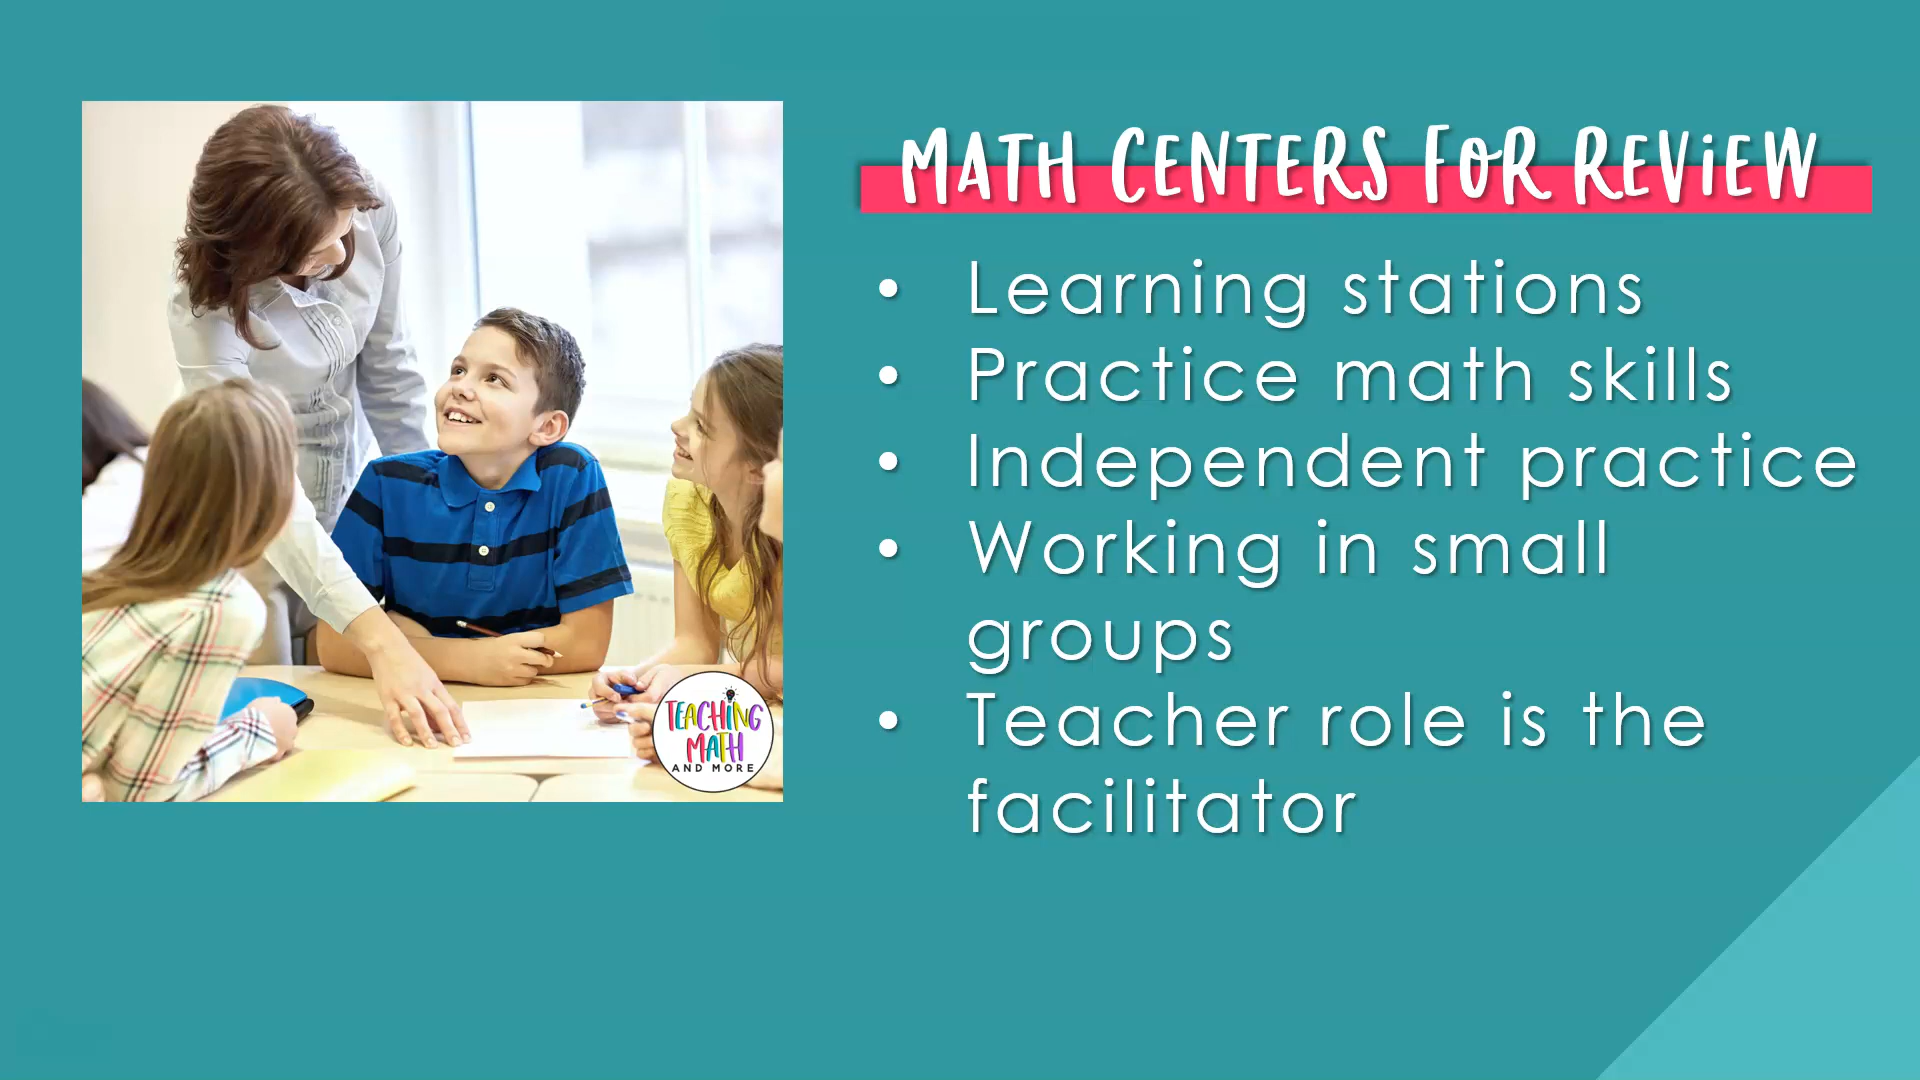 MATH CENTERS FOR REViEW
• Learning stations
• Practice math skills
• Independent practice
• Working in small
groups
• Teacher role is the
facilitator
TEACHiNG
MATH
AND MORE